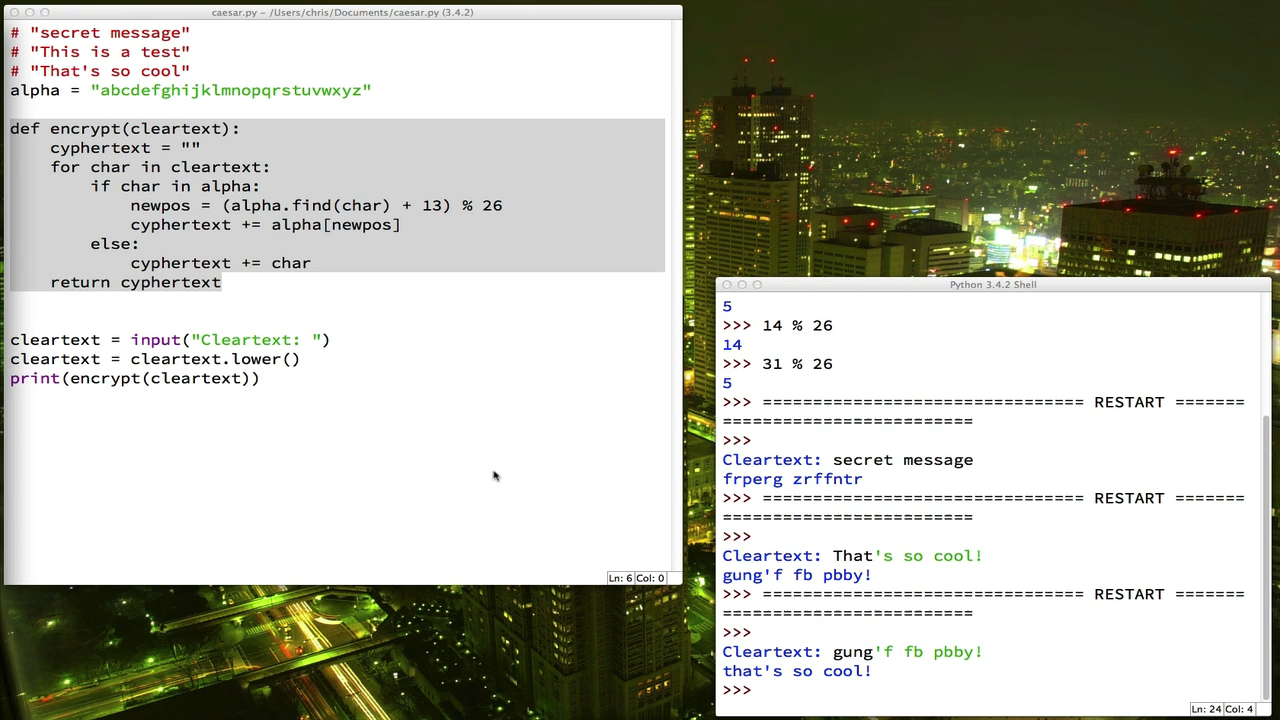 caesar.py – /Users/chris/Documents/caesar.py (3.4.2)
# "secret message"
# "This is a test"
# "That's so cool"
alpha = "abcdefghijklmnopqrstuvwxyz"
def encrypt(cleartext):
    cyphertext = ""
    for char in cleartext:
        if char in alpha:
            newpos = (alpha.find(char) + 13) % 26
            cyphertext += alpha[newpos]
        else:
            cyphertext += char
    return cyphertext
cleartext = input("Cleartext: ")
cleartext = cleartext.lower()
print(encrypt(cleartext))
Ln: 6 Col: 0
Python 3.4.2 Shell
5
>>> 14 % 26
14
>>> 31 % 26
5
>>> ================================ RESTART =======
=========================
>>>
Cleartext: secret message
frperg zrffntr
>>> ================================ RESTART =======
=========================
>>>
Cleartext: That's so cool!
gung'f fb pbby!
>>> ================================ RESTART =======
=========================
>>>
Cleartext: gung'f fb pbby!
that's so cool!
>>>
Ln: 24 Col: 4